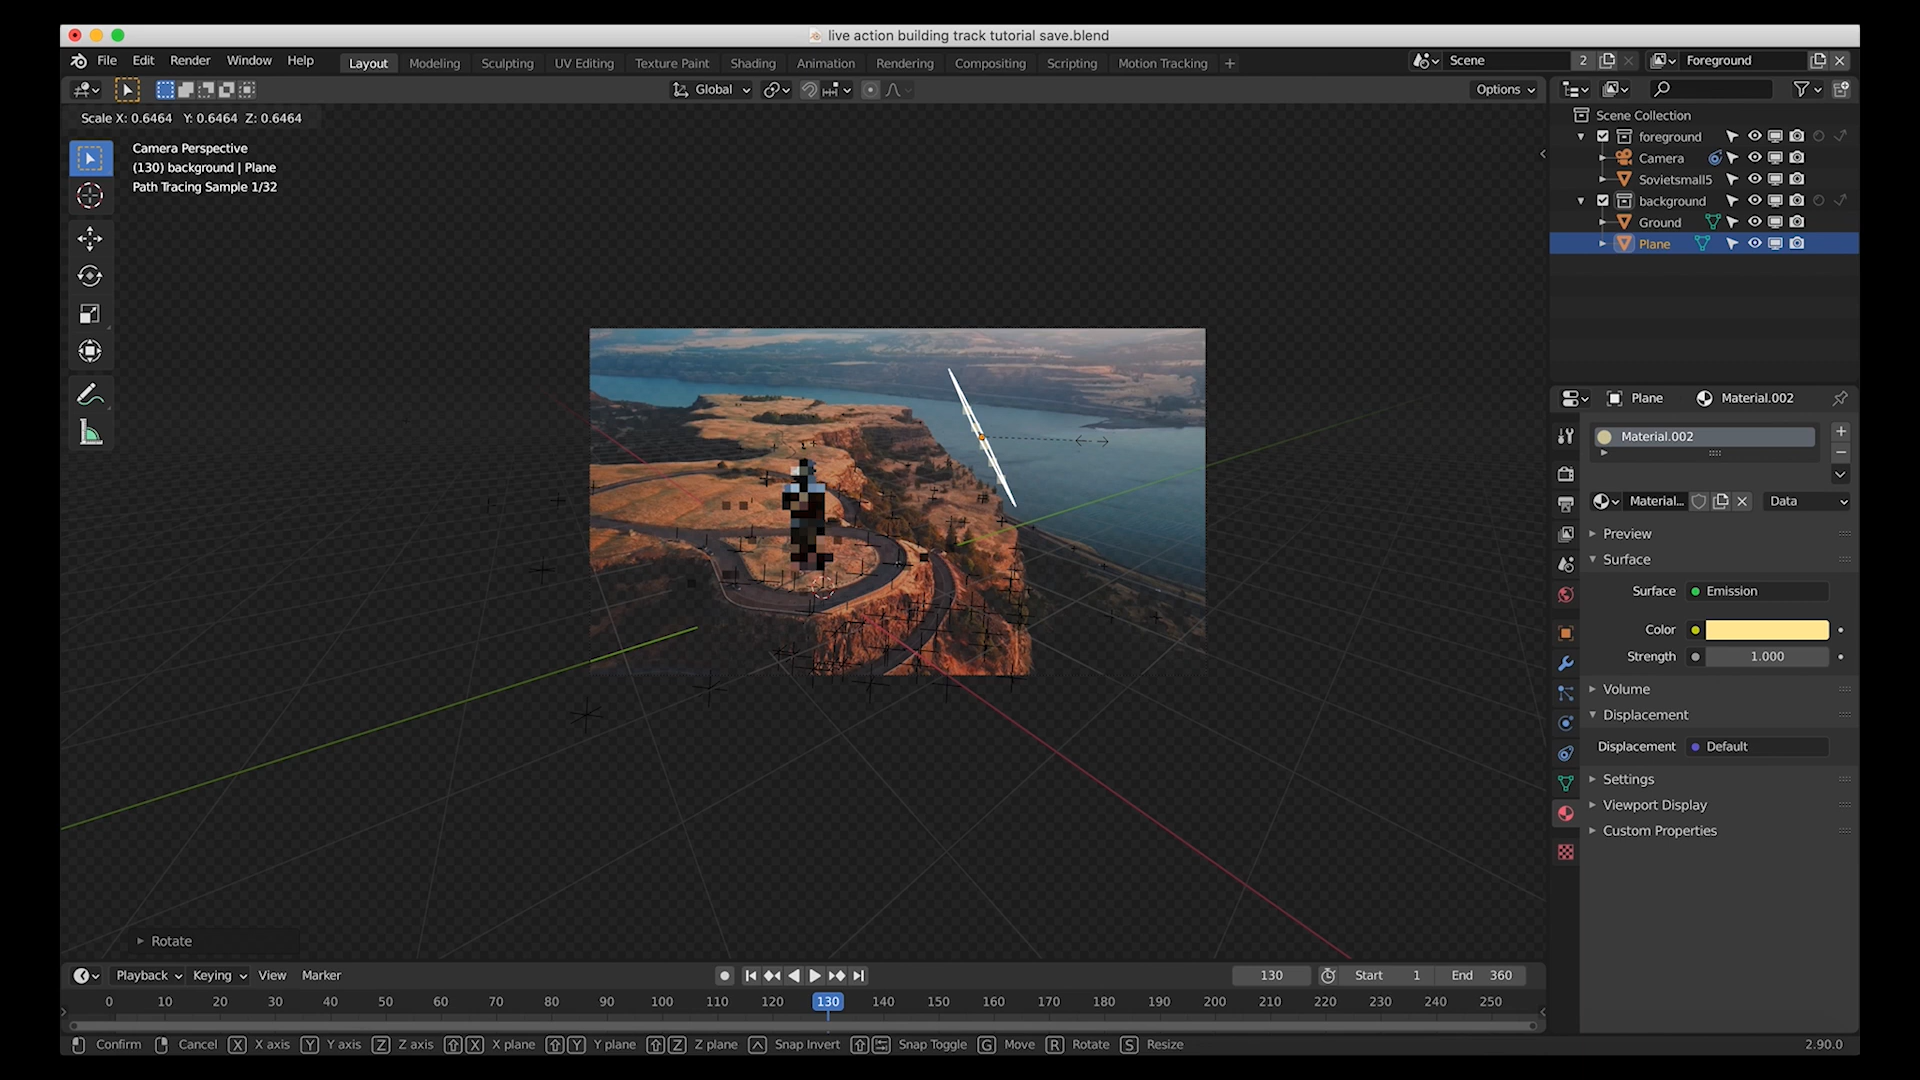 live action building track tutorial save.blend
File Edit Render Window Help Layout Modeling Sculpting UV Editing Texture Paint Shading Animation Rendering Compositing Scripting Motion Tracking + Scene 2 Foreground
Global Options
Scale X: 0.6464 Y: 0.6464 Z: 0.6464
Camera Perspective
(130) background | Plane
Path Tracing Sample 1/32
Scene Collection
foreground
Camera
Sovietsmall5
background
Ground
Plane
Plane Material.002
Material.002
Material... Data
Preview
Surface
Surface Emission
Color
Strength 1.000
Volume
Displacement
Displacement Default
Settings
Viewport Display
Custom Properties
Rotate
Playback Keying View Marker 130 Start 1 End 360
0 10 20 30 40 50 60 70 80 90 100 110 120 130 140 150 160 170 180 190 200 210 220 230 240 250
Confirm Cancel X X axis Y Y axis Z Z axis X X plane Y Y plane Z Z plane Snap Invert Snap Toggle G Move R Rotate S Resize 2.90.0